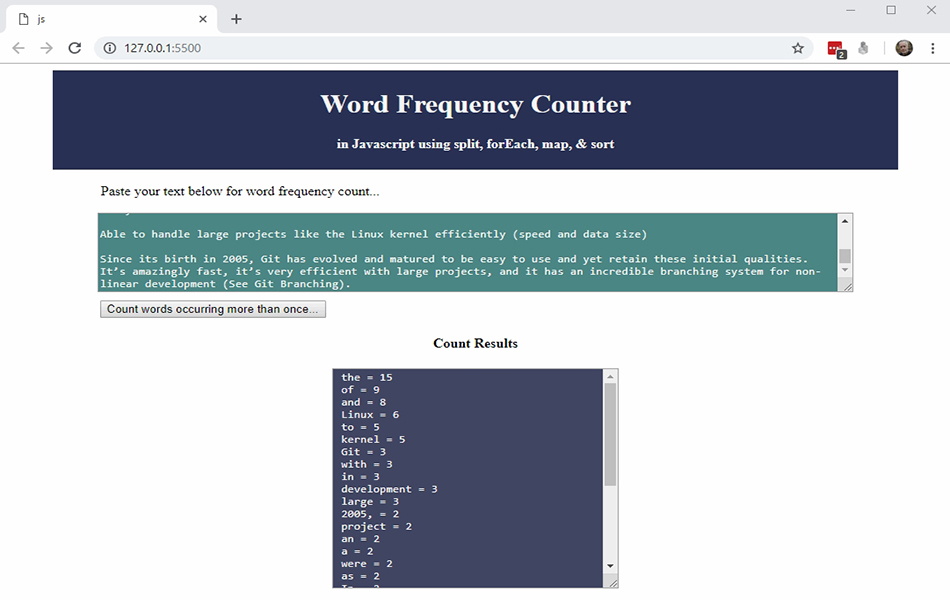 js
127.0.0.1:5500
2
Word Frequency Counter
in Javascript using split, forEach, map, & sort
Paste your text below for word frequency count...
Able to handle large projects like the Linux kernel efficiently (speed and data size)
Since its birth in 2005, Git has evolved and matured to be easy to use and yet retain these initial qualities.
It’s amazingly fast, it’s very efficient with large projects, and it has an incredible branching system for non-
linear development (See Git Branching).
Count words occurring more than once...
Count Results
the = 15
of = 9
and = 8
Linux = 6
to = 5
kernel = 5
Git = 3
with = 3
in = 3
development = 3
large = 3
2005, = 2
project = 2
an = 2
a = 2
were = 2
as = 2